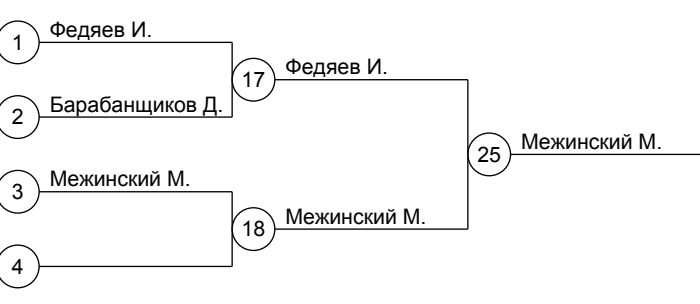 Федяев И.
1
Федяев И.
17
Барабанщиков Д.
2
Межинский М.
25
Межинский М.
3
Межинский М.
18
4